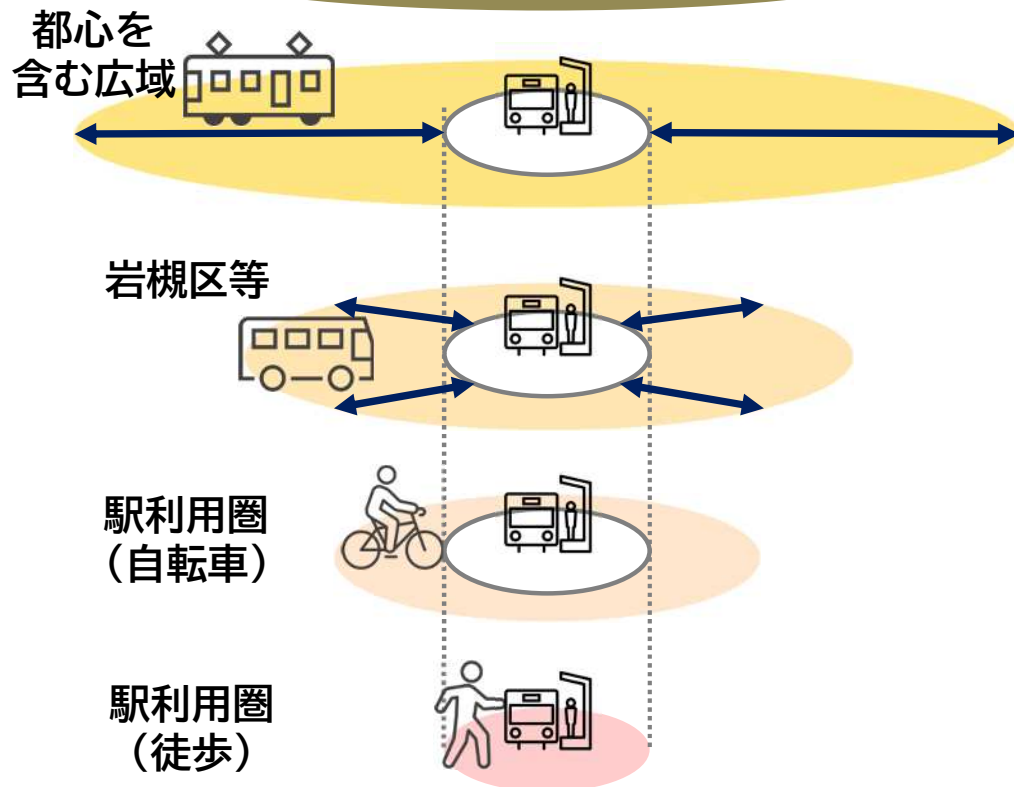 都心を
含む広域
岩槻区等
駅利用圏
（自転車）
駅利用圏
（徒歩）